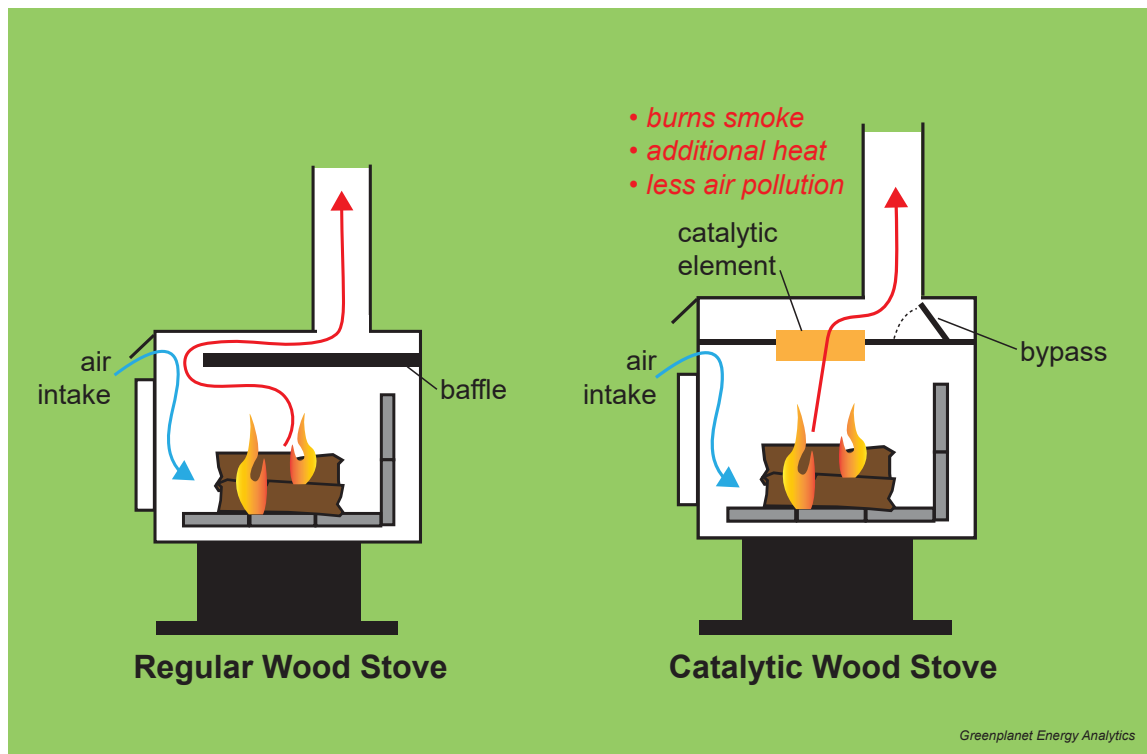 • burns smoke
• additional heat
• less air pollution
catalytic
element
air
intake
baffle
air
intake
bypass
Regular Wood Stove
Catalytic Wood Stove
Greenplanet Energy Analytics